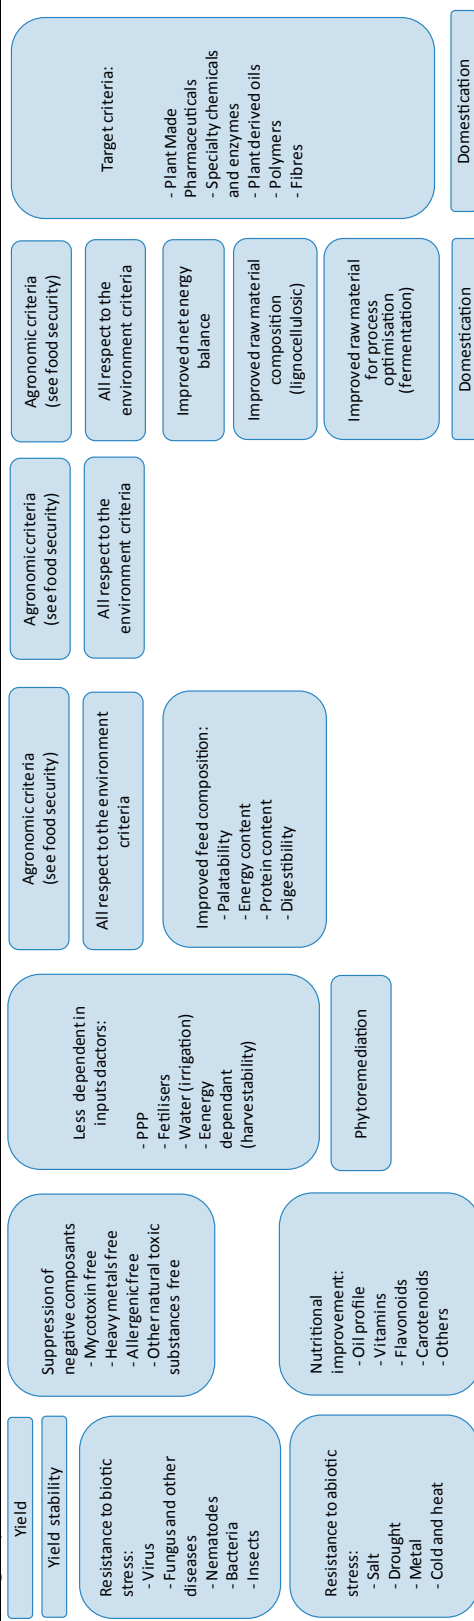 Yield
Yield stability
Resistance to biotic
stress:
- Virus
- Fungus and other
diseases
- Nematodes
- Bacteria
- Insects
Resistance to abiotic
stress:
- Salt
- Drought
- Metal
- Cold and heat
Suppression of
negative composants
- Mycotoxin free
- Heavy metals free
- Allergenic free
- Other natural toxic
substances free
Nutritional
improvement:
- Oil profile
- Vitamins
- Flavonoids
- Carotenoids
- Others
Less dependent in
inputs dactors:
- PPP
- Fetilisers
- Water (irrigation)
- Eenergy
dependant
(harvestability)
Phytoremediation
Agronomic criteria
(see food security)
All respect to the environment
criteria
Improved feed composition:
- Palatability
- Energy content
- Protein content
- Digestibility
Agronomic criteria
(see food security)
All respect to the
environment criteria
Agronomic criteria
(see food security)
All respect to the
environment criteria
Improved net energy
balance
Improved raw material
composition
(lignocellulosic)
Improved raw material
for process
optimisation
(fermentation)
Domestication
Target criteria:
- Plant Made
Pharmaceuticals
- Specialty chemicals
and enzymes
- Plant derived oils
- Polymers
- Fibres
Domestication